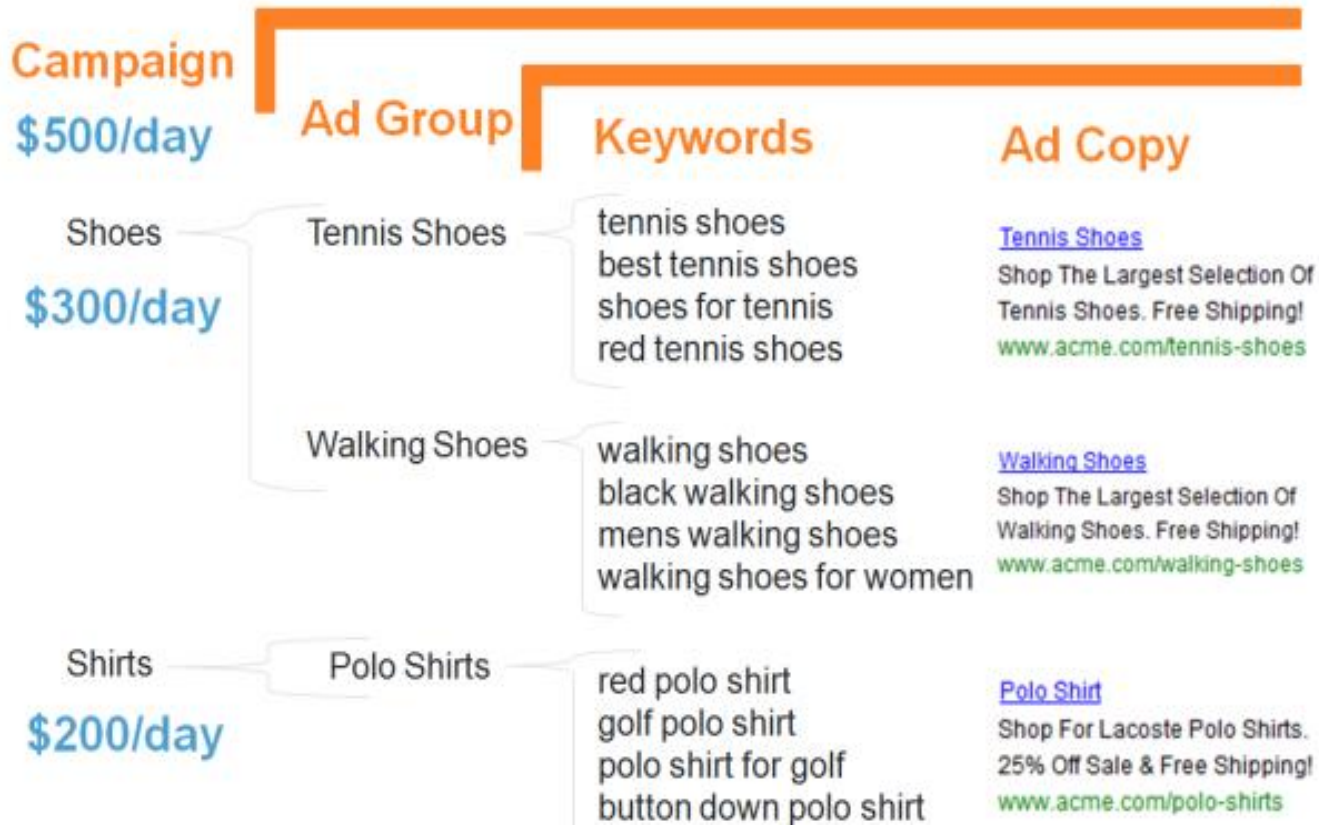 Campaign
$500/day
Ad Group
Keywords
Ad Copy
Shoes
$300/day
Tennis Shoes
tennis shoes
best tennis shoes
shoes for tennis
red tennis shoes
Tennis Shoes
Shop The Largest Selection Of
Tennis Shoes. Free Shipping!
www.acme.com/tennis-shoes
Walking Shoes
walking shoes
black walking shoes
mens walking shoes
walking shoes for women
Walking Shoes
Shop The Largest Selection Of
Walking Shoes. Free Shipping!
www.acme.com/walking-shoes
Shirts
$200/day
Polo Shirts
red polo shirt
golf polo shirt
polo shirt for golf
button down polo shirt
Polo Shirt
Shop For Lacoste Polo Shirts.
25% Off Sale & Free Shipping!
www.acme.com/polo-shirts